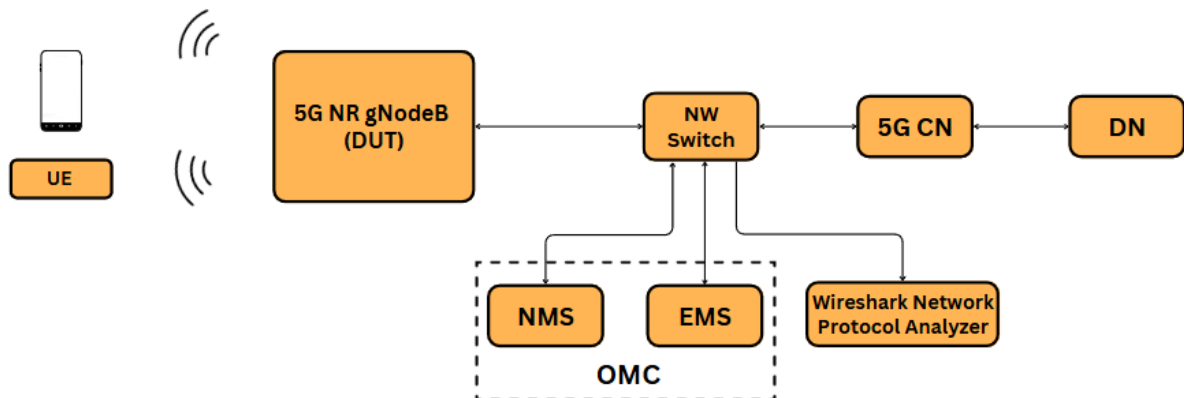 5G NR gNodeB
(DUT)
NW
Switch
5G CN
DN
UE
NMS
EMS
Wireshark Network
Protocol Analyzer
OMC